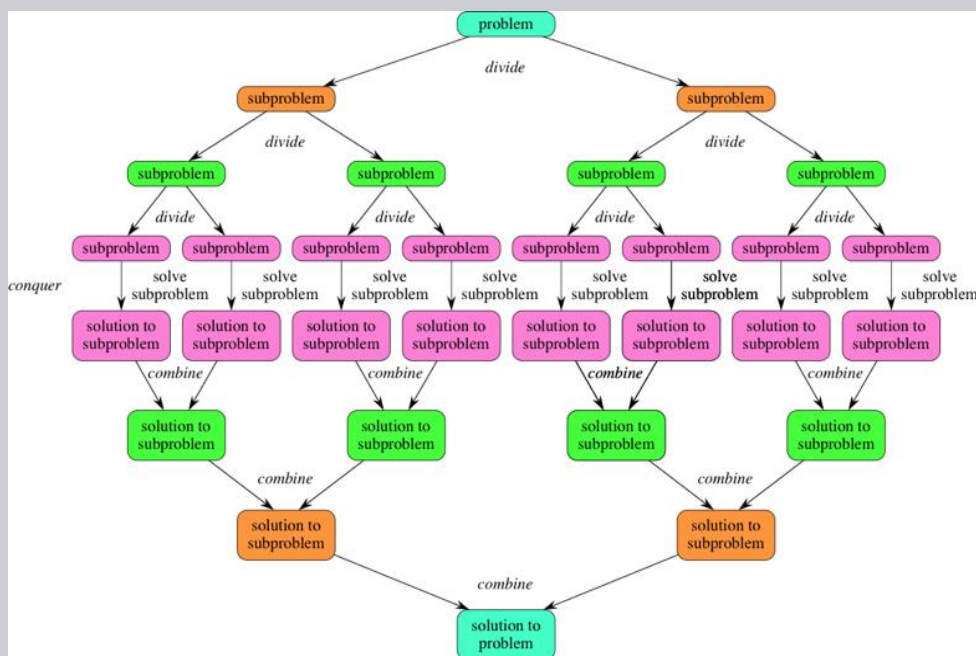 problem
divide
subproblem
subproblem
divide
divide
subproblem
subproblem
subproblem
subproblem
divide
divide
divide
divide
subproblem
subproblem
subproblem
subproblem
subproblem
subproblem
subproblem
subproblem
conquer
solve
subproblem
solve
subproblem
solve
subproblem
solve
subproblem
solve
subproblem
solve
subproblem
solve
subproblem
solve
subproblem
solution to
subproblem
solution to
subproblem
solution to
subproblem
solution to
subproblem
solution to
subproblem
solution to
subproblem
solution to
subproblem
solution to
subproblem
combine
combine
combine
combine
solution to
subproblem
solution to
subproblem
solution to
subproblem
solution to
subproblem
combine
combine
solution to
subproblem
solution to
subproblem
combine
solution to
problem